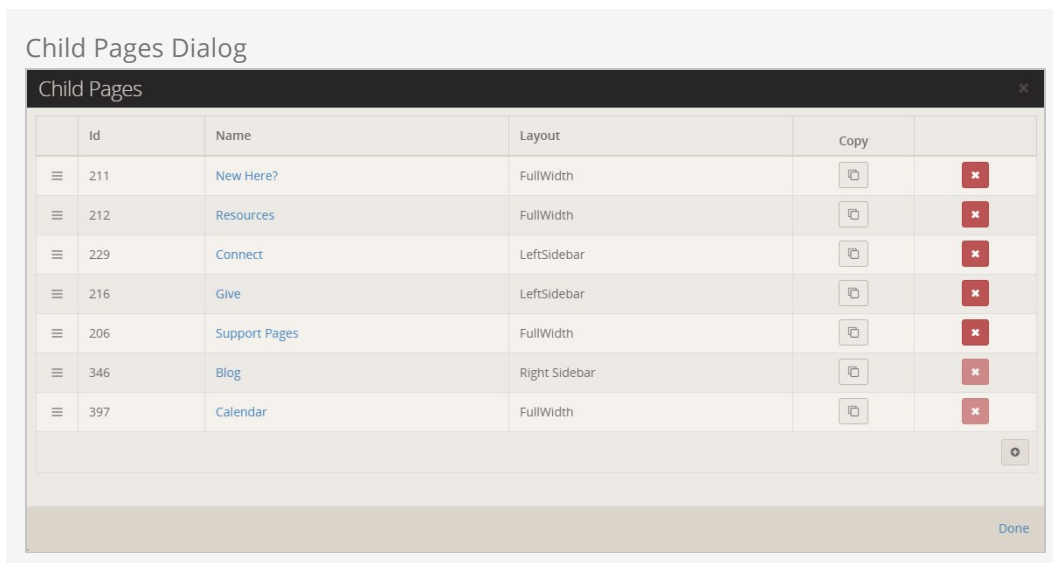 Child Pages Dialog
Child Pages
Id Name Layout Copy
211 New Here? FullWidth
212 Resources FullWidth
229 Connect LeftSidebar
216 Give LeftSidebar
206 Support Pages FullWidth
346 Blog Right Sidebar
397 Calendar FullWidth
Done